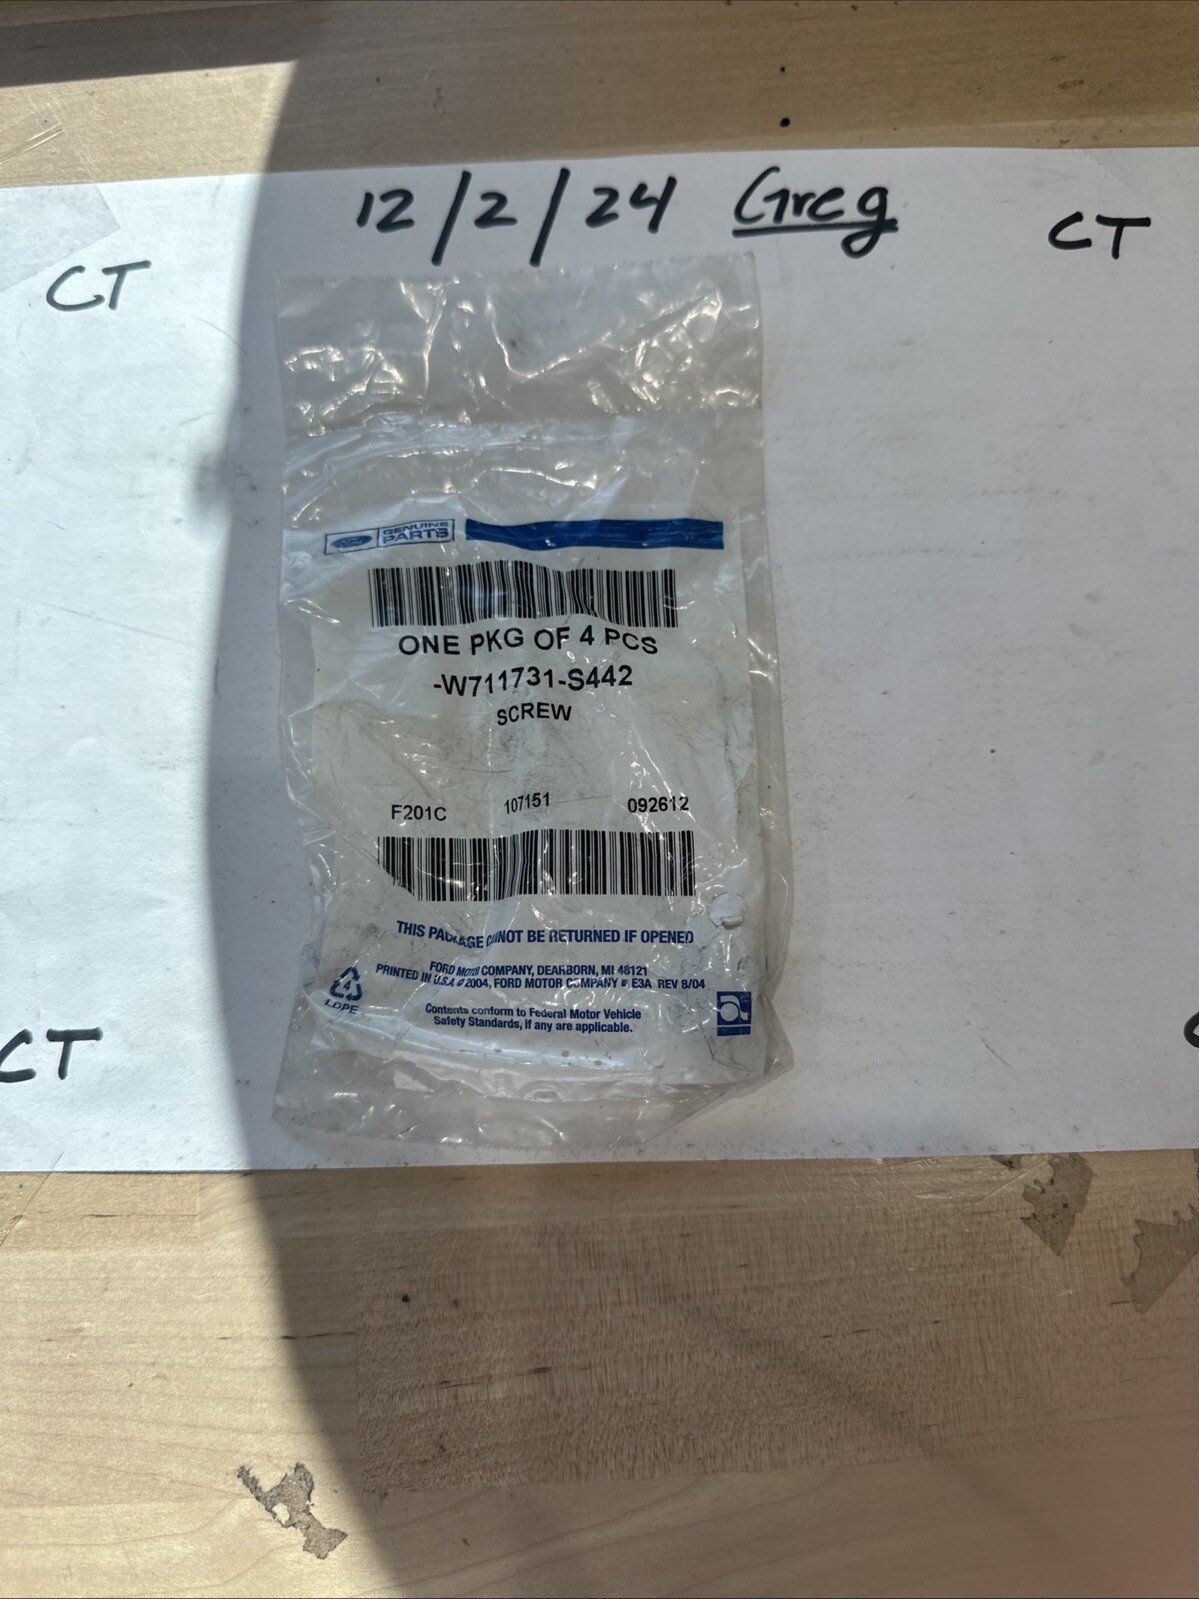 12/2/24 Greg
CT
CT
Ford
GENUINE
PARTS
ONE PKG OF 4 PCS
-W711731-S442
SCREW
F201C 107151 092612
THIS PACKAGE CANNOT BE RETURNED IF OPENED
FORD MOTOR COMPANY, DEARBORN, MI 48121
PRINTED IN U.S.A. © 2004, FORD MOTOR COMPANY E3A REV 8/04
4
LDPE
Contents conform to Federal Motor Vehicle
Safety Standards, if any are applicable.
CT